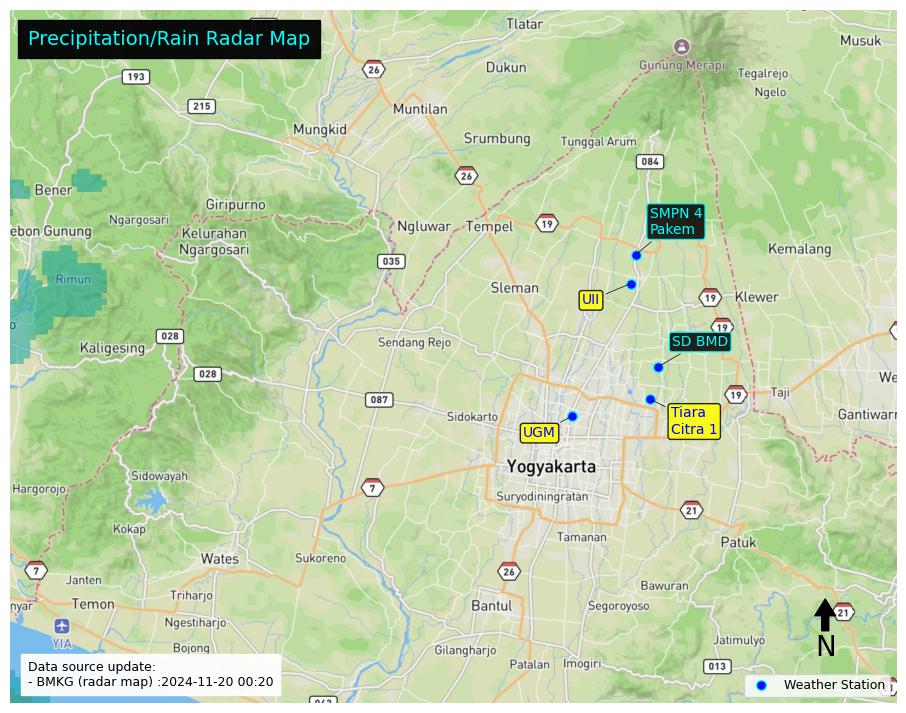 Precipitation/Rain Radar Map
Tlatar
Musuk
26
Gunung Merapi
193
Dukun
Tegalrejo
Ngelo
215
Muntilan
Mungkid
Srumbung
Tunggal Arum
084
26
Bener
Ngargosari
Giripurno
SMPN 4
Pakem
ebon Gunung
Kelurahan
Ngargosari
Ngluwar
Tempel
19
Kemalang
035
Rimun
Sleman
UII
19
Klewer
o
028
19
Kaligesing
Sendang Rejo
SD BMD
028
We
087
19
Taji
Sidokarto
Tiara
Citra 1
Gantiwarn
UGM
Yogyakarta
Sidowayah
Hargorojo
7
Suryodiningratan
21
Kokap
Tamanan
Patuk
Wates
Sukoreno
7
26
Janten
Bawuran
Triharjo
nyar
Temon
Bantul
Segoroyoso
21
Ngestiharjo
YIA
Jatimulyo
N
Bojong
Gilangharjo
Patalan
Imogiri
013
Data source update:
- BMKG (radar map) :2024-11-20 00:20
Weather Station